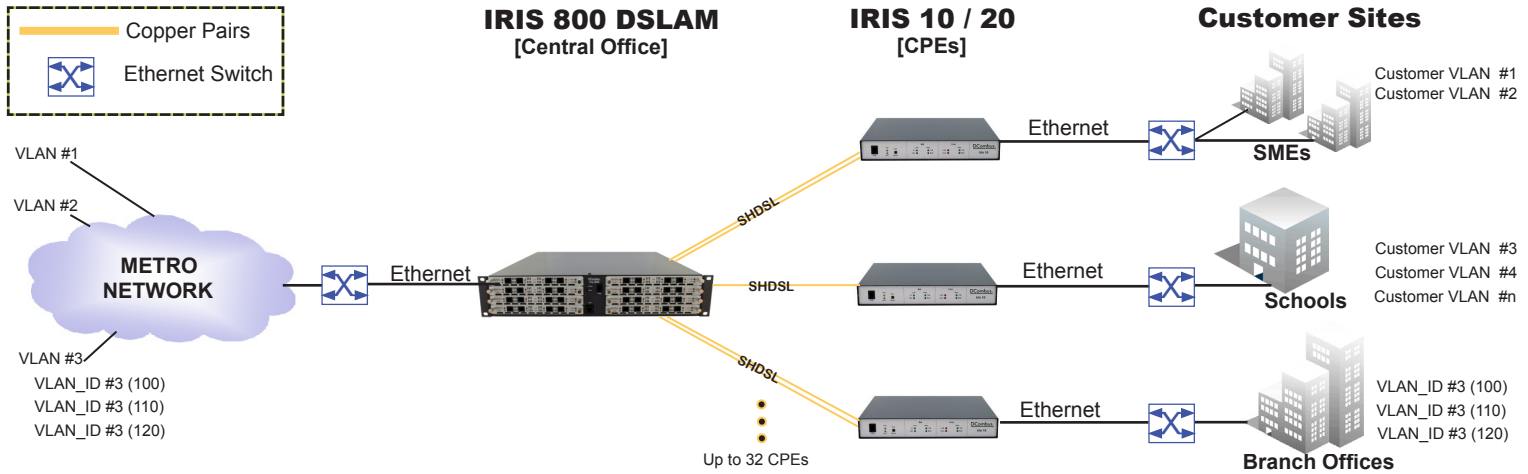 IRIS 800 DSLAM
[Central Office]
IRIS 10 / 20
[CPEs]
Customer Sites
Copper Pairs
Ethernet Switch
VLAN #1
VLAN #2
METRO
NETWORK
VLAN #3
VLAN_ID #3 (100)
VLAN_ID #3 (110)
VLAN_ID #3 (120)
Ethernet
SHDSL
SHDSL
SHDSL
Up to 32 CPEs
DCombus
Ethernet
DCombus
Ethernet
DCombus
Ethernet
Customer VLAN #1
Customer VLAN #2
SMEs
Customer VLAN #3
Customer VLAN #4
Customer VLAN #n
Schools
VLAN_ID #3 (100)
VLAN_ID #3 (110)
VLAN_ID #3 (120)
Branch Offices